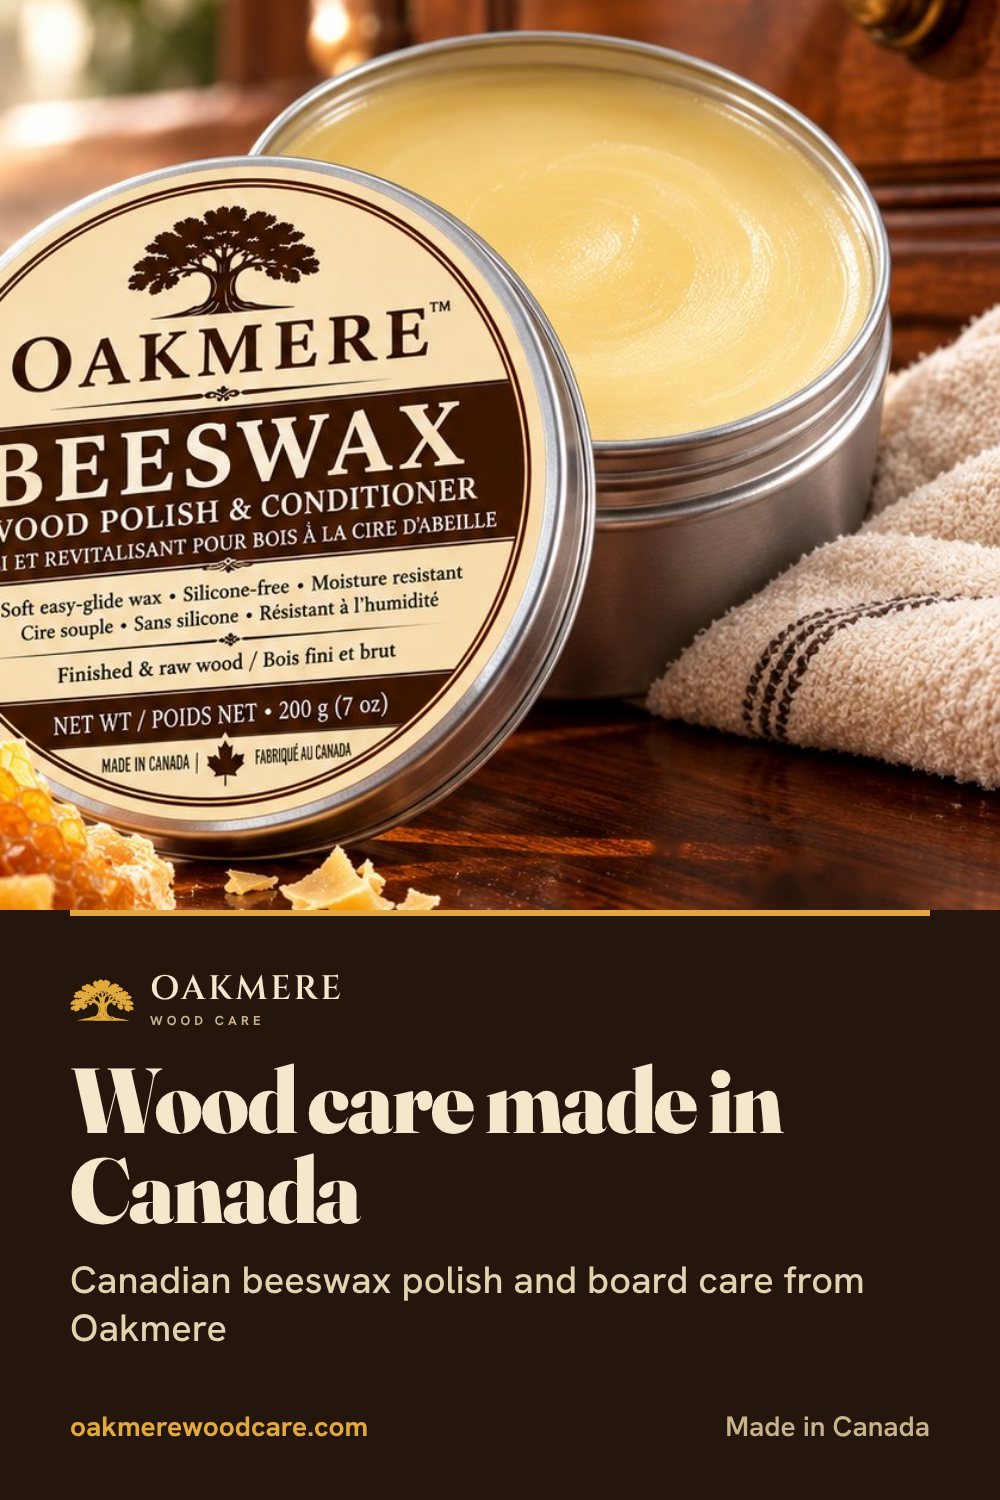 OAKMERE™
BEESWAX
WOOD POLISH & CONDITIONER
ET REVITALISANT POUR BOIS À LA CIRE D'ABEILLE
Soft easy-glide wax • Silicone-free • Moisture resistant
Cire souple • Sans silicone • Résistant à l'humidité
Finished & raw wood / Bois fini et brut
NET WT / POIDS NET • 200 g (7 oz)
MADE IN CANADA | FABRIQUÉ AU CANADA
OAKMERE
WOOD CARE
Wood care made in
Canada
Canadian beeswax polish and board care from
Oakmere
oakmerewoodcare.com
Made in Canada